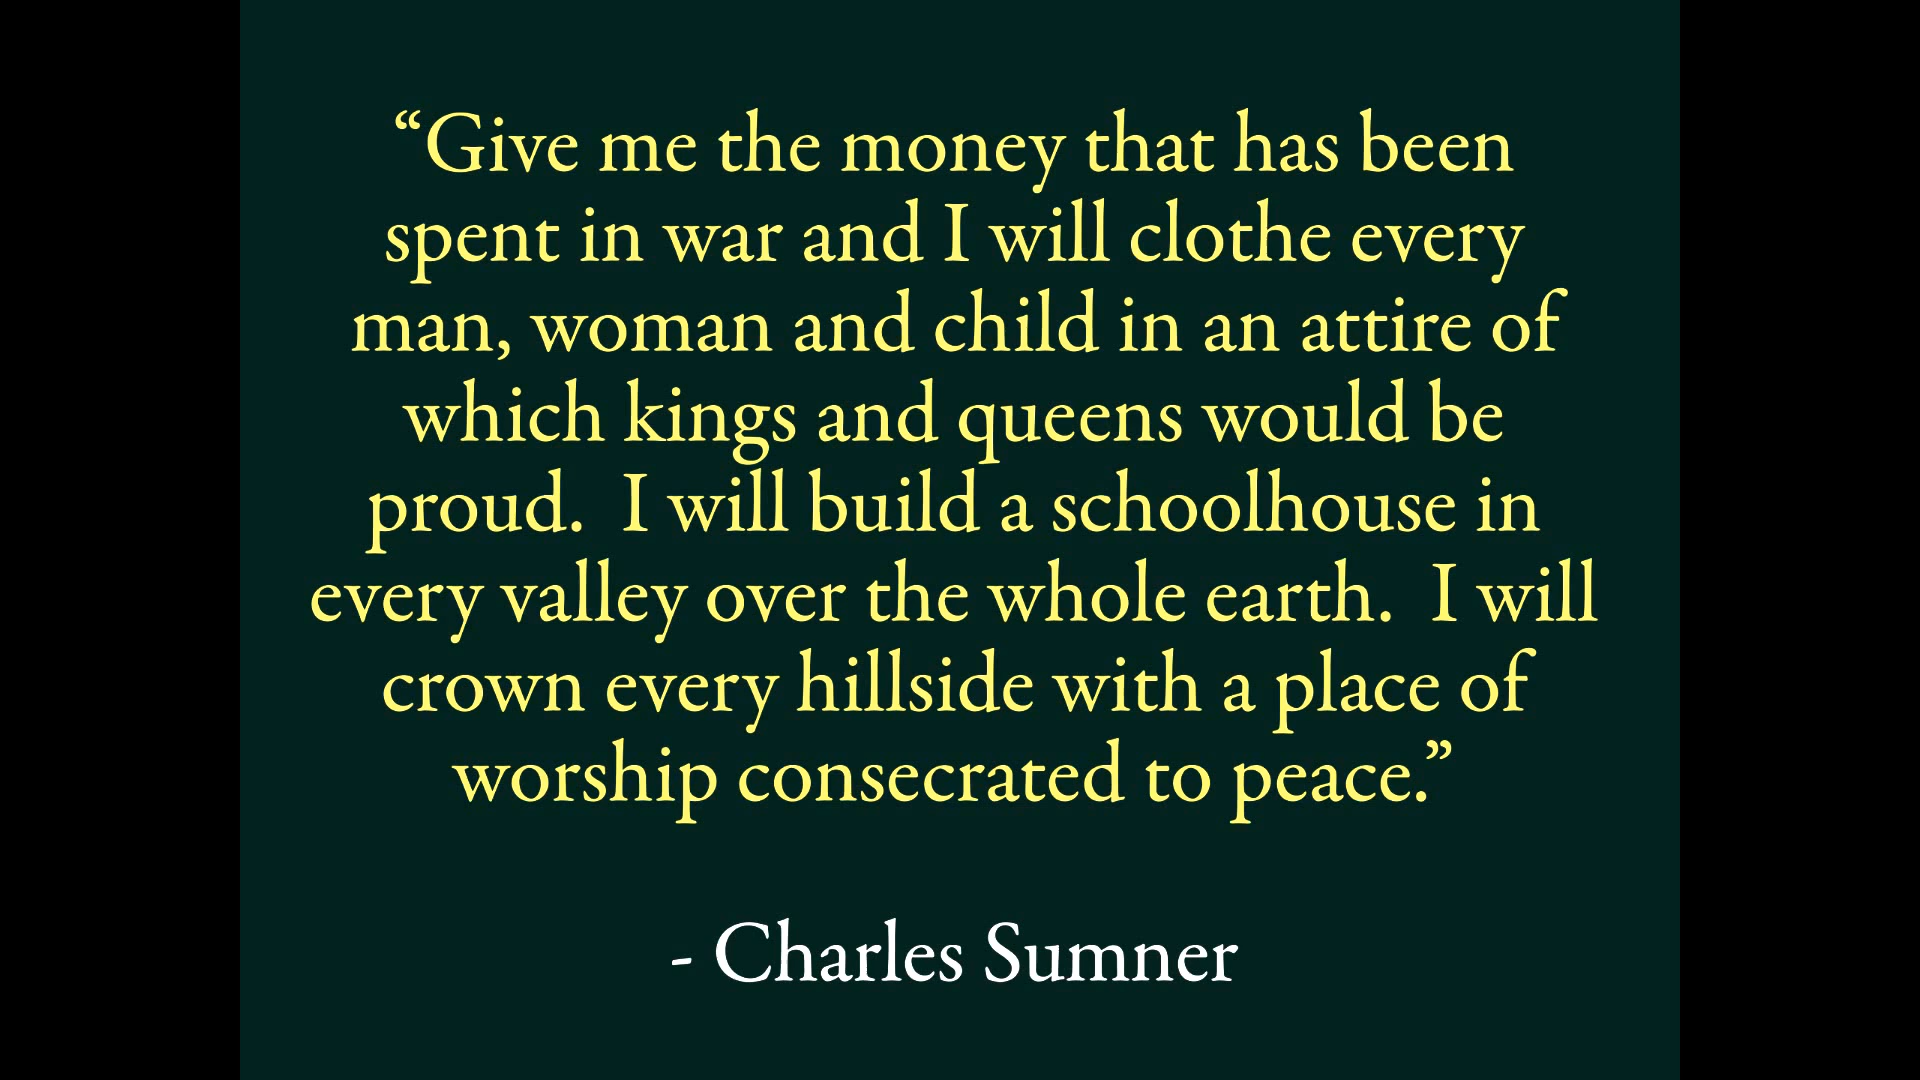 “Give me the money that has been
spent in war and I will clothe every
man, woman and child in an attire of
which kings and queens would be
proud.  I will build a schoolhouse in
every valley over the whole earth.  I will
crown every hillside with a place of
worship consecrated to peace.”
- Charles Sumner